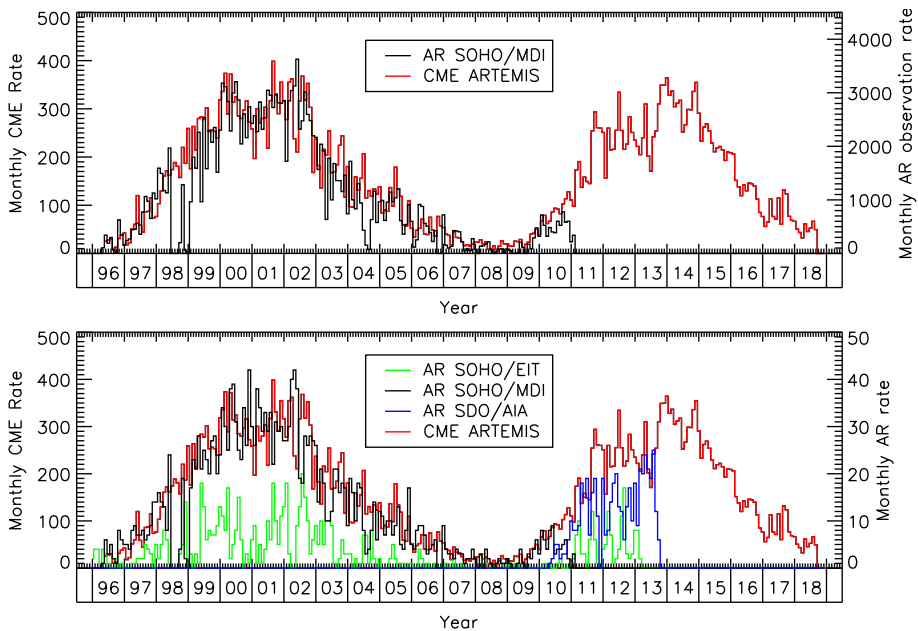 500
400
300
200
100
0
Monthly CME Rate
AR SOHO/MDI
CME ARTEMIS
4000
3000
2000
1000
0
Monthly AR observation rate
96 97 98 99 00 01 02 03 04 05 06 07 08 09 10 11 12 13 14 15 16 17 18
Year
500
400
300
200
100
0
Monthly CME Rate
AR SOHO/EIT
AR SOHO/MDI
AR SDO/AIA
CME ARTEMIS
50
40
30
20
10
0
Monthly AR rate
96 97 98 99 00 01 02 03 04 05 06 07 08 09 10 11 12 13 14 15 16 17 18
Year